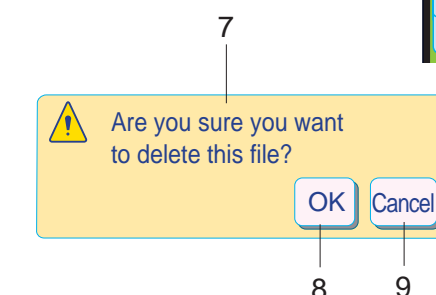 7
Are you sure you want
to delete this file?
OK Cancel
8 9